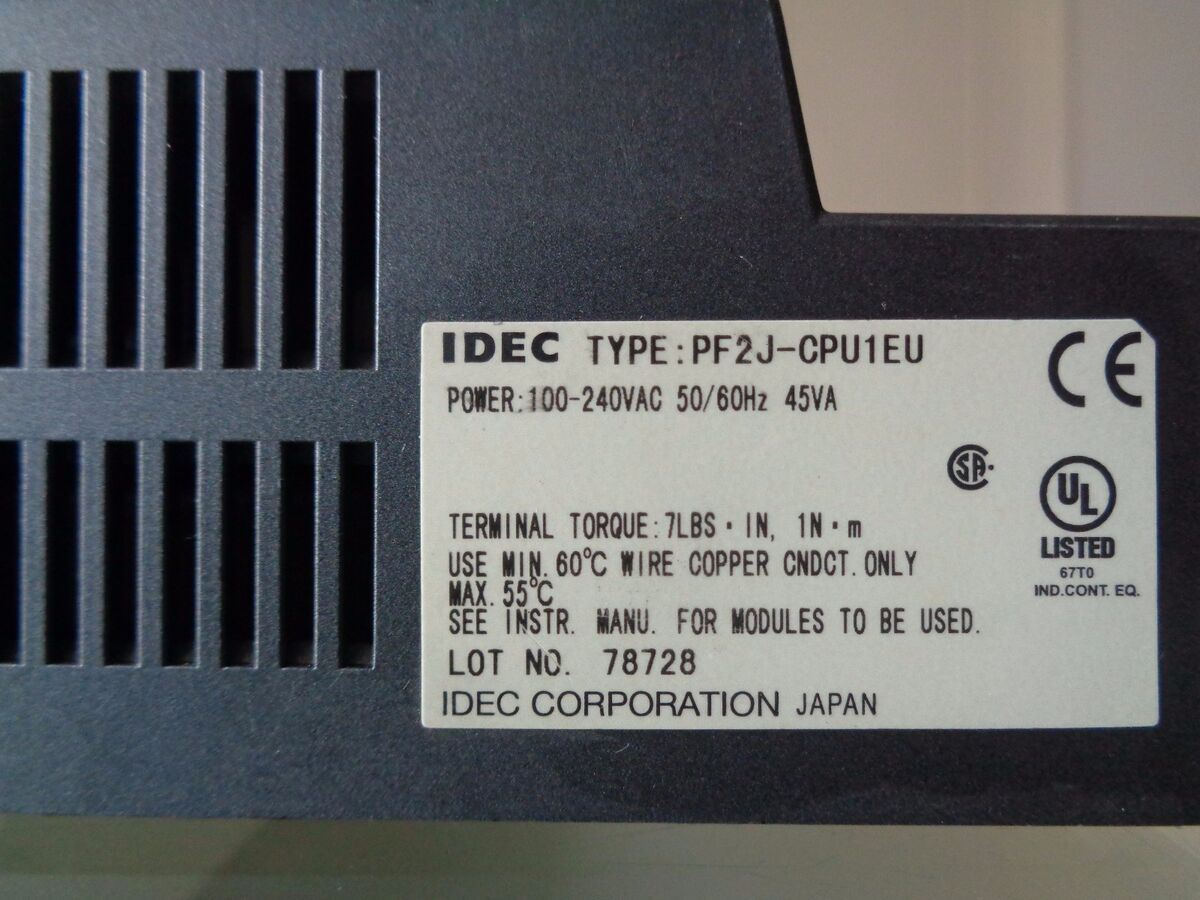 IDEC TYPE:PF2J-CPU1EU
CE
POWER:100-240VAC 50/60Hz 45VA
SA
UL
LISTED
67T0
IND.CONT. EQ.
TERMINAL TORQUE:7LBS・IN, 1N・m
USE MIN.60℃ WIRE COPPER CNDCT.ONLY
MAX.55℃
SEE INSTR. MANU. FOR MODULES TO BE USED.
LOT NO. 78728
IDEC CORPORATION JAPAN